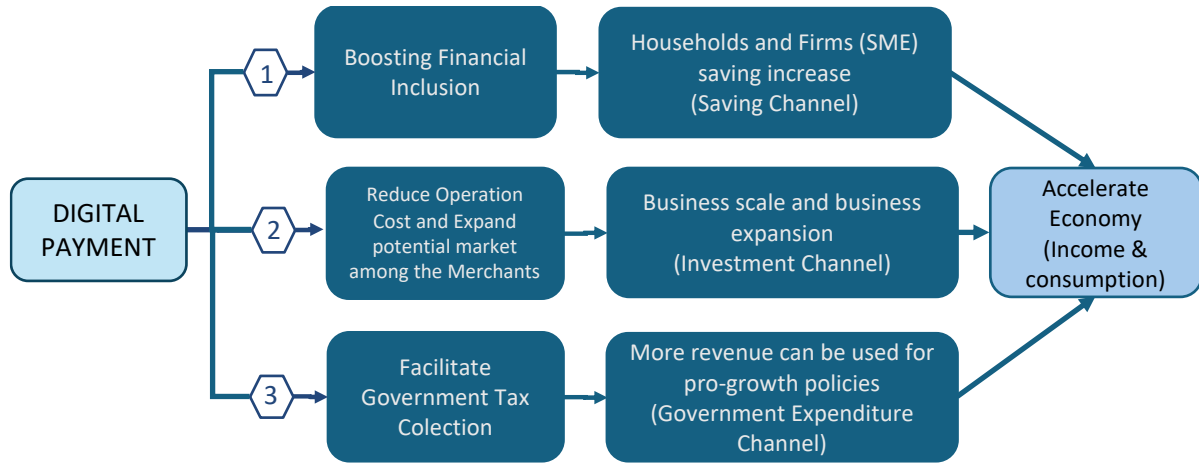 DIGITAL
PAYMENT
1
Boosting Financial
Inclusion
Households and Firms (SME)
saving increase
(Saving Channel)
2
Reduce Operation
Cost and Expand
potential market
among the Merchants
Business scale and business
expansion
(Investment Channel)
3
Facilitate
Government Tax
Colection
More revenue can be used for
pro-growth policies
(Government Expenditure
Channel)
Accelerate
Economy
(Income &
consumption)